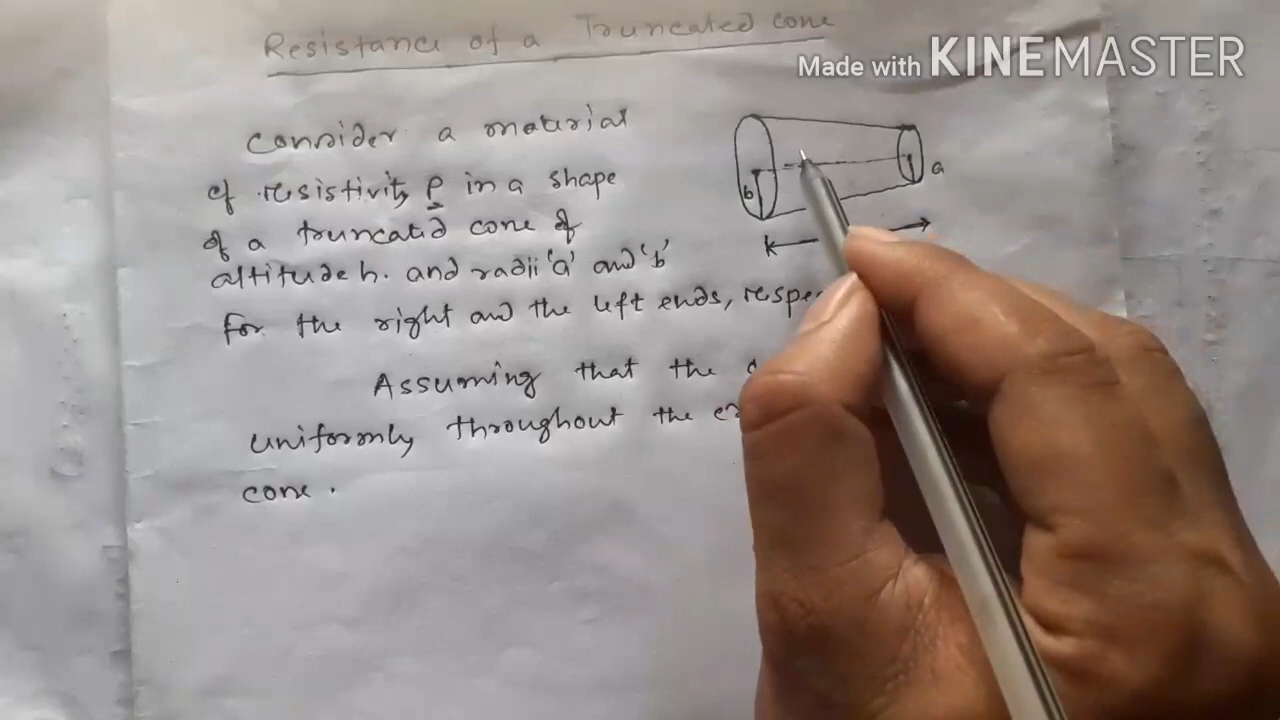 Resistance of a Truncated cone
Made with KINEMASTER
Consider a material
of resistivity ρ in a shape
of a truncated cone of
altitude h. and radii 'a' and 'b'
for the right and the left ends,
Assuming that the
uniformly throughout the
cone.
b
a